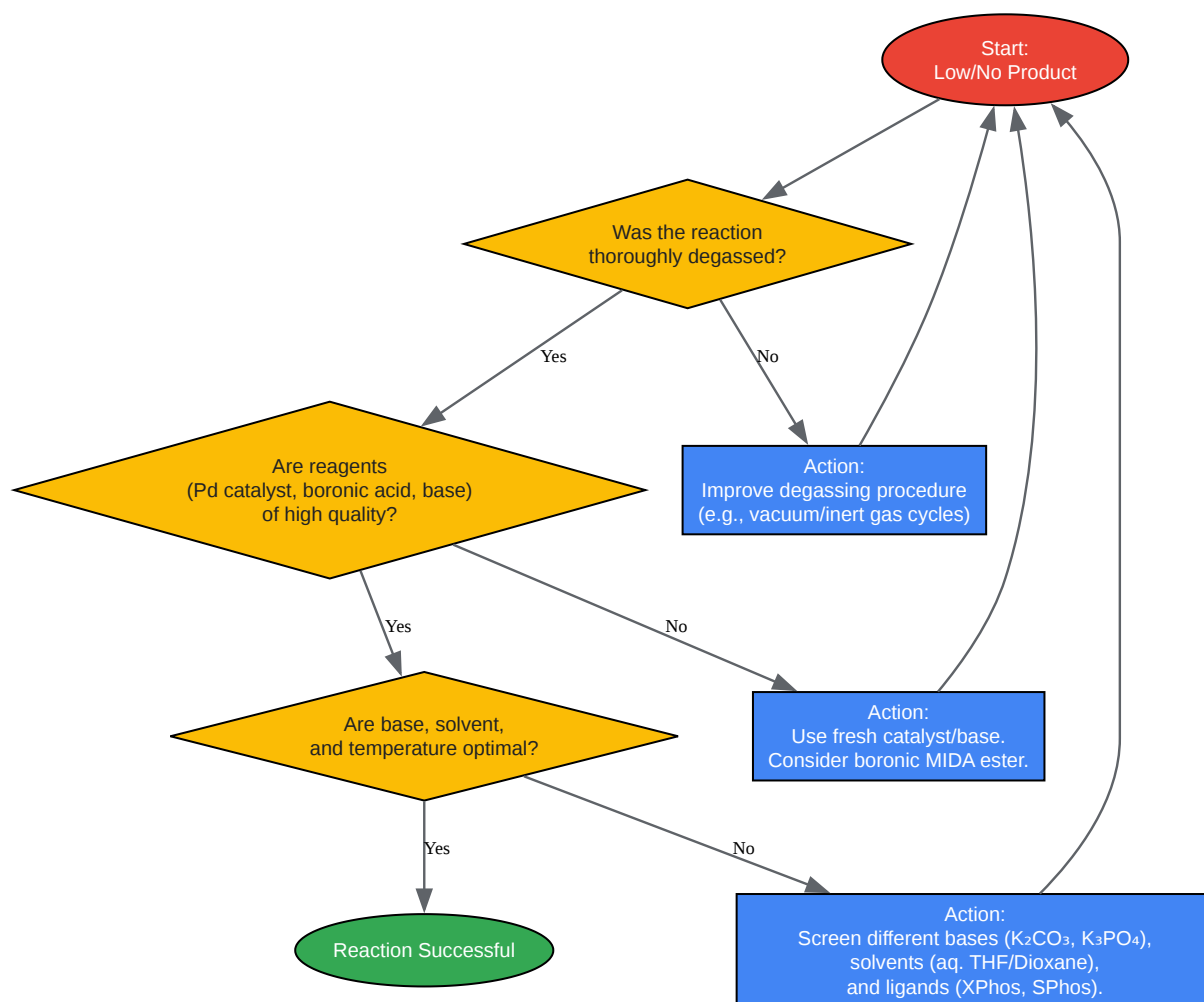 Start:
Low/No Product
Was the reaction
thoroughly degassed?
Yes
No
Are reagents
(Pd catalyst, boronic acid, base)
of high quality?
Action:
Improve degassing procedure
(e.g., vacuum/inert gas cycles)
Yes
No
Are base, solvent,
and temperature optimal?
Action:
Use fresh catalyst/base.
Consider boronic MIDA ester.
Yes
No
Reaction Successful
Action:
Screen different bases (K₂CO₃, K₃PO₄),
solvents (aq. THF/Dioxane),
and ligands (XPhos, SPhos).